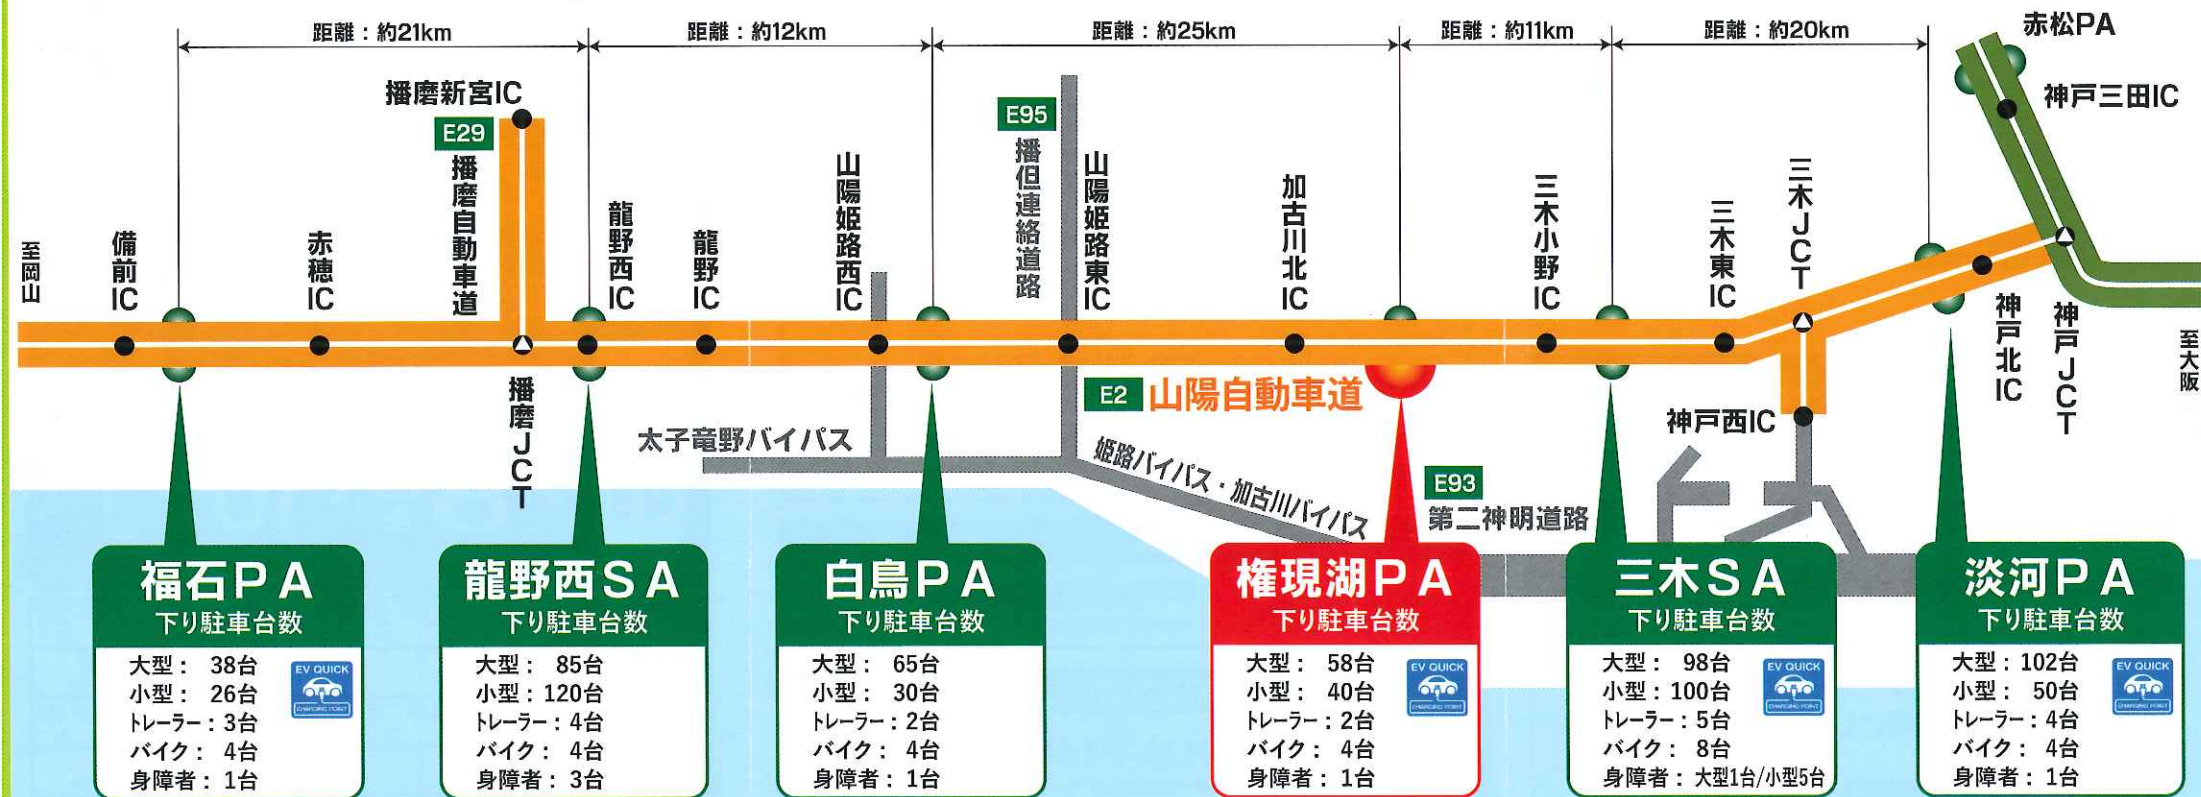 距離：約21km
距離：約12km
距離：約25km
距離：約11km
距離：約20km
赤松PA
神戸三田IC
播磨新宮IC
E29
播磨自動車道
E95
播但連絡道路
至岡山
備前IC
赤穂IC
龍野西IC
龍野IC
山陽姫路西IC
山陽姫路東IC
加古川北IC
三木小野IC
三木東IC
三木JCT
神戸北IC
神戸JCT
至大阪
播磨JCT
E2 山陽自動車道
神戸西IC
太子竜野バイパス
姫路バイパス・加古川バイパス
E93
第二神明道路
福石PA
下り駐車台数
大型：38台
小型：26台
トレーラー：3台
バイク：4台
身障者：1台
EV QUICK
CHARGING POINT
龍野西SA
下り駐車台数
大型：85台
小型：120台
トレーラー：4台
バイク：4台
身障者：3台
白鳥PA
下り駐車台数
大型：65台
小型：30台
トレーラー：2台
バイク：4台
身障者：1台
権現湖PA
下り駐車台数
大型：58台
小型：40台
トレーラー：2台
バイク：4台
身障者：1台
EV QUICK
CHARGING POINT
三木SA
下り駐車台数
大型：98台
小型：100台
トレーラー：5台
バイク：8台
身障者：大型1台/小型5台
EV QUICK
CHARGING POINT
淡河PA
下り駐車台数
大型：102台
小型：50台
トレーラー：4台
バイク：4台
身障者：1台
EV QUICK
CHARGING POINT